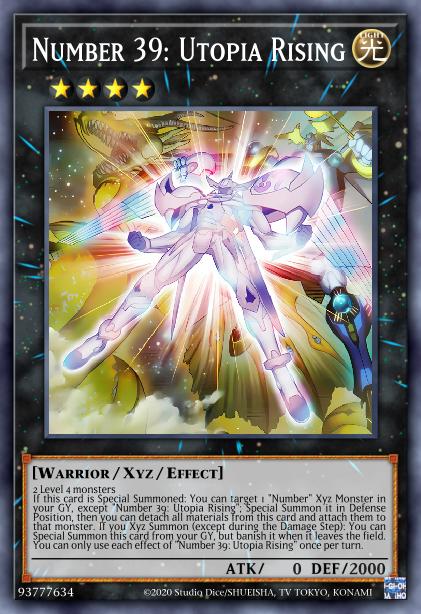 Number 39: Utopia Rising
LIGHT
光
[Warrior / Xyz / Effect]
2 Level 4 monsters
If this card is Special Summoned: You can target 1 "Number" Xyz Monster in
your GY, except "Number 39: Utopia Rising"; Special Summon it in Defense
Position, then you can detach all materials from this card and attach them to
that monster. If you Xyz Summon (except during the Damage Step): You can
Special Summon this card from your GY, but banish it when it leaves the field.
You can only use each effect of "Number 39: Utopia Rising" once per turn.
ATK/ 0 DEF/2000
93777634 ©2020 Studio Dice/SHUEISHA, TV TOKYO, KONAMI